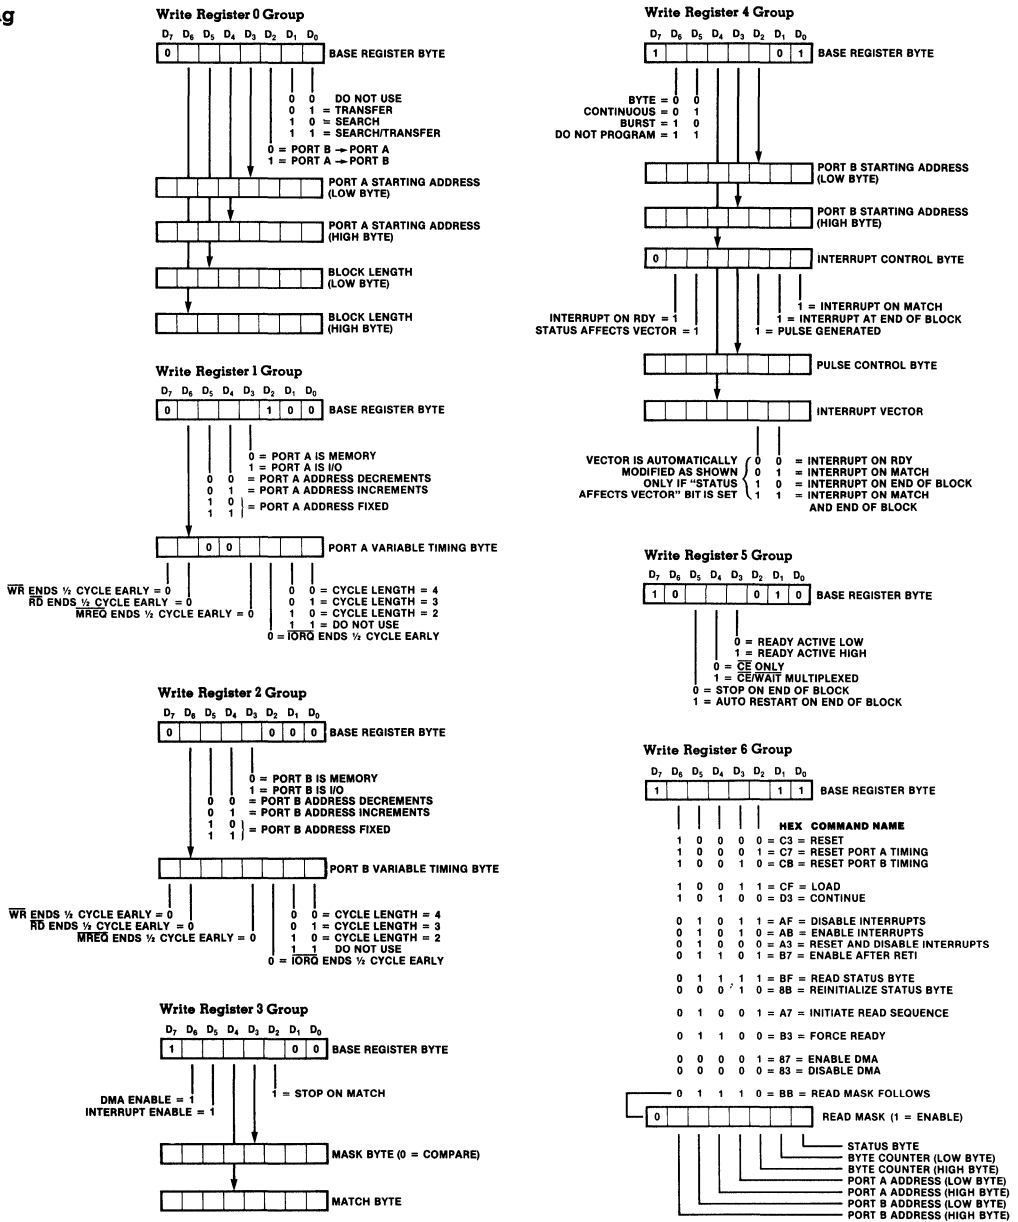 g
Write Register 0 Group
D7 D6 D5 D4 D3 D2 D1 D0
0 BASE REGISTER BYTE
0 0 DO NOT USE
0 1 = TRANSFER
1 0 = SEARCH
1 1 = SEARCH/TRANSFER
0 = PORT B → PORT A
1 = PORT A → PORT B
PORT A STARTING ADDRESS
(LOW BYTE)
PORT A STARTING ADDRESS
(HIGH BYTE)
BLOCK LENGTH
(LOW BYTE)
BLOCK LENGTH
(HIGH BYTE)
Write Register 1 Group
D7 D6 D5 D4 D3 D2 D1 D0
0 1 0 0 BASE REGISTER BYTE
0 = PORT A IS MEMORY
1 = PORT A IS I/O
0 0 = PORT A ADDRESS DECREMENTS
0 1 = PORT A ADDRESS INCREMENTS
1 0
1 1 } = PORT A ADDRESS FIXED
0 0 PORT A VARIABLE TIMING BYTE
WR ENDS ½ CYCLE EARLY = 0
RD ENDS ½ CYCLE EARLY = 0
MREQ ENDS ½ CYCLE EARLY = 0
0 0 = CYCLE LENGTH = 4
0 1 = CYCLE LENGTH = 3
1 0 = CYCLE LENGTH = 2
1 1 = DO NOT USE
0 = IORQ ENDS ½ CYCLE EARLY
Write Register 2 Group
D7 D6 D5 D4 D3 D2 D1 D0
0 0 0 0 BASE REGISTER BYTE
0 = PORT B IS MEMORY
1 = PORT B IS I/O
0 0 = PORT B ADDRESS DECREMENTS
0 1 = PORT B ADDRESS INCREMENTS
1 0
1 1 } = PORT B ADDRESS FIXED
PORT B VARIABLE TIMING BYTE
WR ENDS ½ CYCLE EARLY = 0
RD ENDS ½ CYCLE EARLY = 0
MREQ ENDS ½ CYCLE EARLY = 0
0 0 = CYCLE LENGTH = 4
0 1 = CYCLE LENGTH = 3
1 0 = CYCLE LENGTH = 2
1 1 DO NOT USE
0 = IORQ ENDS ½ CYCLE EARLY
Write Register 3 Group
D7 D6 D5 D4 D3 D2 D1 D0
1 0 0 BASE REGISTER BYTE
DMA ENABLE = 1
INTERRUPT ENABLE = 1
1 = STOP ON MATCH
MASK BYTE (0 = COMPARE)
MATCH BYTE
Write Register 4 Group
D7 D6 D5 D4 D3 D2 D1 D0
1 0 1 BASE REGISTER BYTE
BYTE = 0 0
CONTINUOUS = 0 1
BURST = 1 0
DO NOT PROGRAM = 1 1
PORT B STARTING ADDRESS
(LOW BYTE)
PORT B STARTING ADDRESS
(HIGH BYTE)
0 INTERRUPT CONTROL BYTE
1 = INTERRUPT ON MATCH
INTERRUPT ON RDY = 1 1 = INTERRUPT AT END OF BLOCK
STATUS AFFECTS VECTOR = 1 1 = PULSE GENERATED
PULSE CONTROL BYTE
INTERRUPT VECTOR
VECTOR IS AUTOMATICALLY 0 0 = INTERRUPT ON RDY
MODIFIED AS SHOWN 0 1 = INTERRUPT ON MATCH
ONLY IF "STATUS 1 0 = INTERRUPT ON END OF BLOCK
AFFECTS VECTOR" BIT IS SET 1 1 = INTERRUPT ON MATCH
AND END OF BLOCK
Write Register 5 Group
D7 D6 D5 D4 D3 D2 D1 D0
1 0 0 1 0 BASE REGISTER BYTE
0 = READY ACTIVE LOW
1 = READY ACTIVE HIGH
0 = CE ONLY
1 = CE/WAIT MULTIPLEXED
0 = STOP ON END OF BLOCK
1 = AUTO RESTART ON END OF BLOCK
Write Register 6 Group
D7 D6 D5 D4 D3 D2 D1 D0
1 1 1 BASE REGISTER BYTE
HEX COMMAND NAME
1 0 0 0 0 = C3 = RESET
1 0 0 0 1 = C7 = RESET PORT A TIMING
1 0 0 1 0 = CB = RESET PORT B TIMING
1 0 0 1 1 = CF = LOAD
1 0 1 0 0 = D3 = CONTINUE
0 1 0 1 1 = AF = DISABLE INTERRUPTS
0 1 0 1 0 = AB = ENABLE INTERRUPTS
0 1 0 0 0 = A3 = RESET AND DISABLE INTERRUPTS
0 1 1 0 1 = B7 = ENABLE AFTER RETI
0 1 1 1 1 = BF = READ STATUS BYTE
0 0 0 1 0 = 8B = REINITIALIZE STATUS BYTE
0 1 0 0 1 = A7 = INITIATE READ SEQUENCE
0 1 1 0 0 = B3 = FORCE READY
0 0 0 0 1 = 87 = ENABLE DMA
0 0 0 0 0 = 83 = DISABLE DMA
0 1 1 1 0 = BB = READ MASK FOLLOWS
0 READ MASK (1 = ENABLE)
STATUS BYTE
BYTE COUNTER (LOW BYTE)
BYTE COUNTER (HIGH BYTE)
PORT A ADDRESS (LOW BYTE)
PORT A ADDRESS (HIGH BYTE)
PORT B ADDRESS (LOW BYTE)
PORT B ADDRESS (HIGH BYTE)